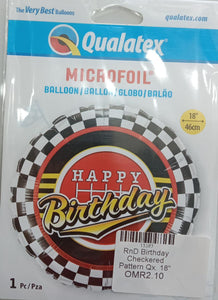 The Very Best Balloons
qualatex.com
Qualatex
MICROFOIL
BALLOON/BALLON/GLOBO/BALÃO
18"
46cm
HAPPY
Birthday
RnD Birthday
Checkered
Pattern Qx. 18"
OMR2.10
1 Pc/Pza